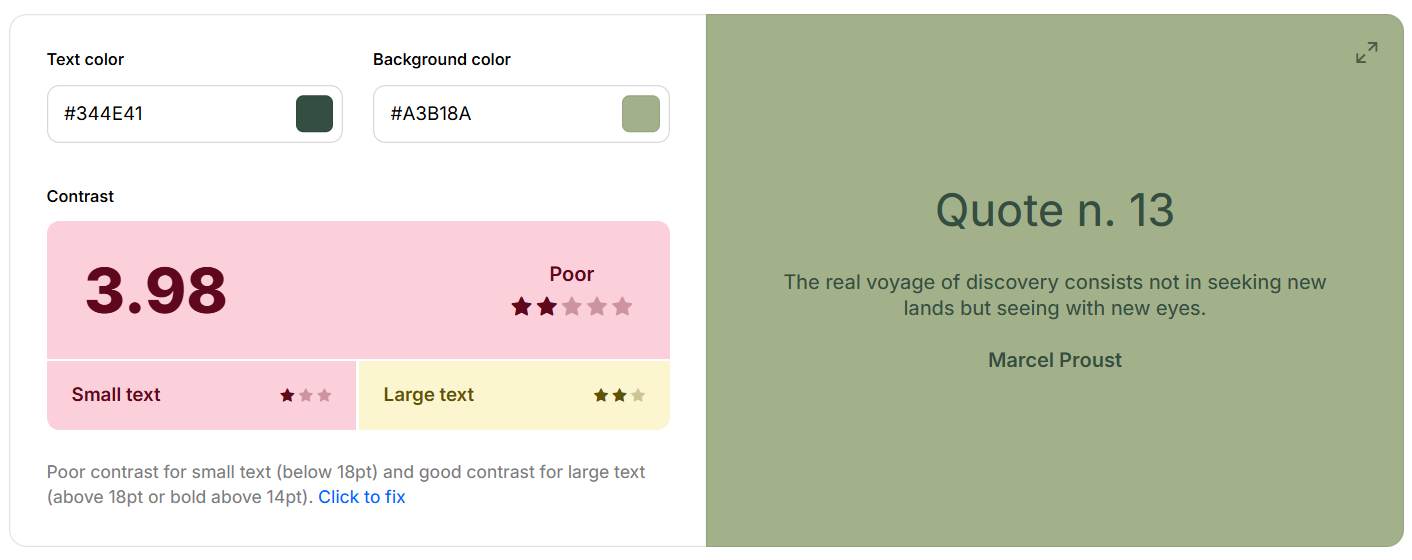 Text color
Background color
#344E41
#A3B18A
Contrast
3.98
Poor
Small text
Large text
Poor contrast for small text (below 18pt) and good contrast for large text
(above 18pt or bold above 14pt). Click to fix
Quote n. 13
The real voyage of discovery consists not in seeking new
lands but seeing with new eyes.
Marcel Proust